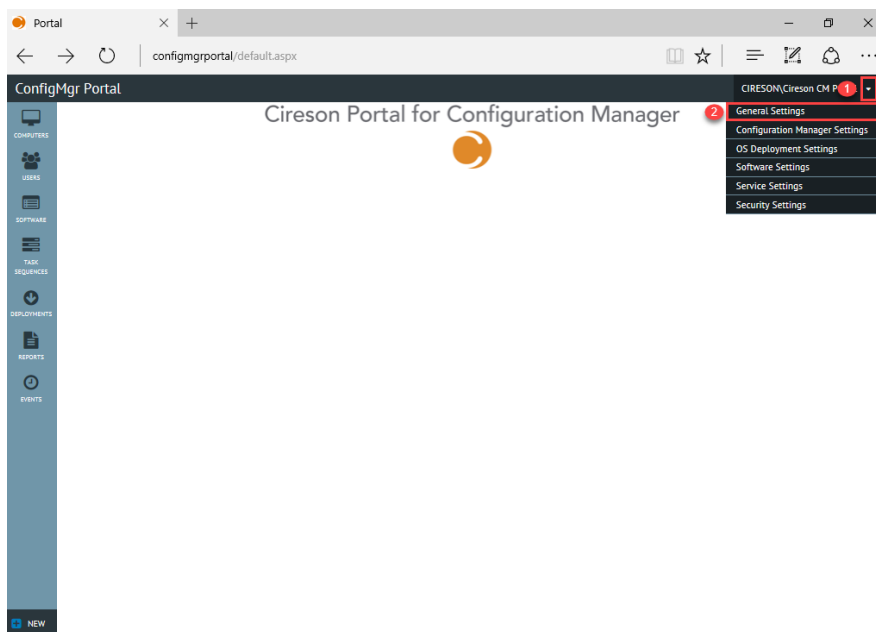 Portal
configmgrportal/default.aspx
ConfigMgr Portal
CIRESON\Cireson CM P
1
Cireson Portal for Configuration Manager
2
General Settings
Configuration Manager Settings
OS Deployment Settings
Software Settings
Service Settings
Security Settings
COMPUTERS
USERS
SOFTWARE
TASK
SEQUENCES
DEPLOYMENTS
REPORTS
EVENTS
NEW